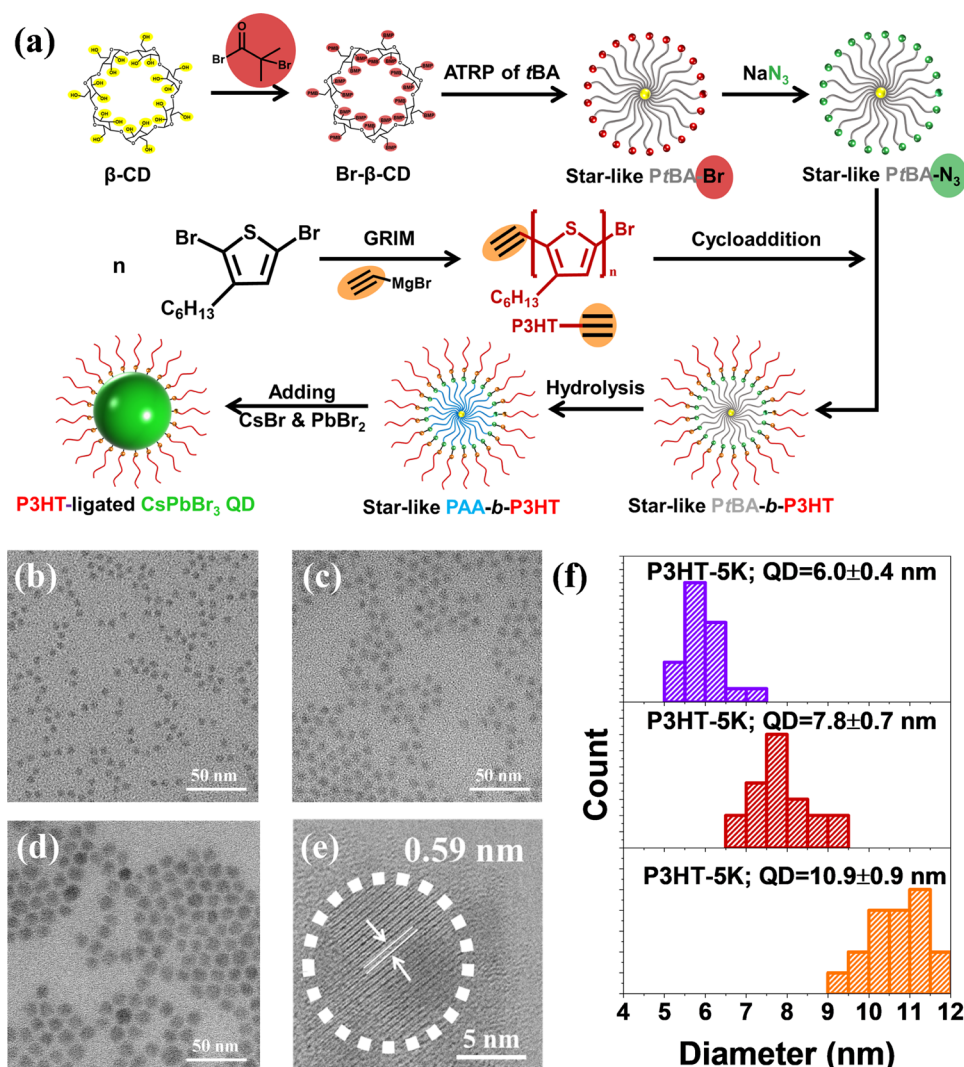 (a)
O
Br
Br
HO
OH
BMP
PMB
ATRP of tBA
NaN3
β-CD
Br-β-CD
Star-like PtBA-Br
Star-like PtBA-N3
n
Br
S
Br
C6H13
GRIM
MgBr
S
Br
n
C6H13
P3HT
Cycloaddition
Adding
CsBr & PbBr2
Hydrolysis
P3HT-ligated CsPbBr3 QD
Star-like PAA-b-P3HT
Star-like PtBA-b-P3HT
(b)
50 nm
(c)
50 nm
(d)
50 nm
(e)
0.59 nm
5 nm
(f)
P3HT-5K; QD=6.0±0.4 nm
P3HT-5K; QD=7.8±0.7 nm
P3HT-5K; QD=10.9±0.9 nm
Count
4 5 6 7 8 9 10 11 12
Diameter (nm)